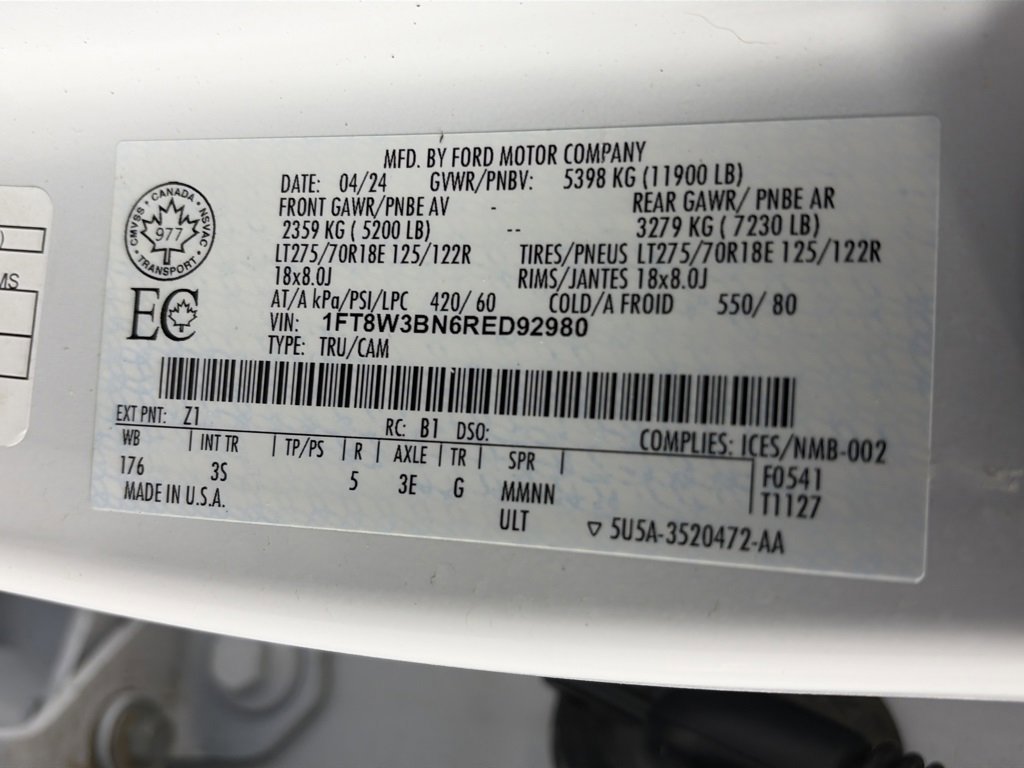 MFD. BY FORD MOTOR COMPANY
DATE: 04/24 GVWR/PNBV: 5398 KG (11900 LB)
FRONT GAWR/PNBE AV - REAR GAWR/ PNBE AR
2359 KG ( 5200 LB) -- 3279 KG ( 7230 LB)
LT275/70R18E 125/122R TIRES/PNEUS LT275/70R18E 125/122R
18x8.0J RIMS/JANTES 18x8.0J
AT/A kPa/PSI/LPC 420/ 60 COLD/A FROID 550/ 80
VIN: 1FT8W3BN6RED92980
TYPE: TRU/CAM
CANADA
CMVSS 977 NSVAC
TRANSPORT
EC
EXT PNT: Z1 RC: B1 DSO:
COMPLIES: ICES/NMB-002
WB | INT TR | TP/PS | R | AXLE | TR | SPR |
176 3S 5 3E G MMNN
F0541
T1127
MADE IN U.S.A.
ULT ▽ 5U5A-3520472-AA
MS